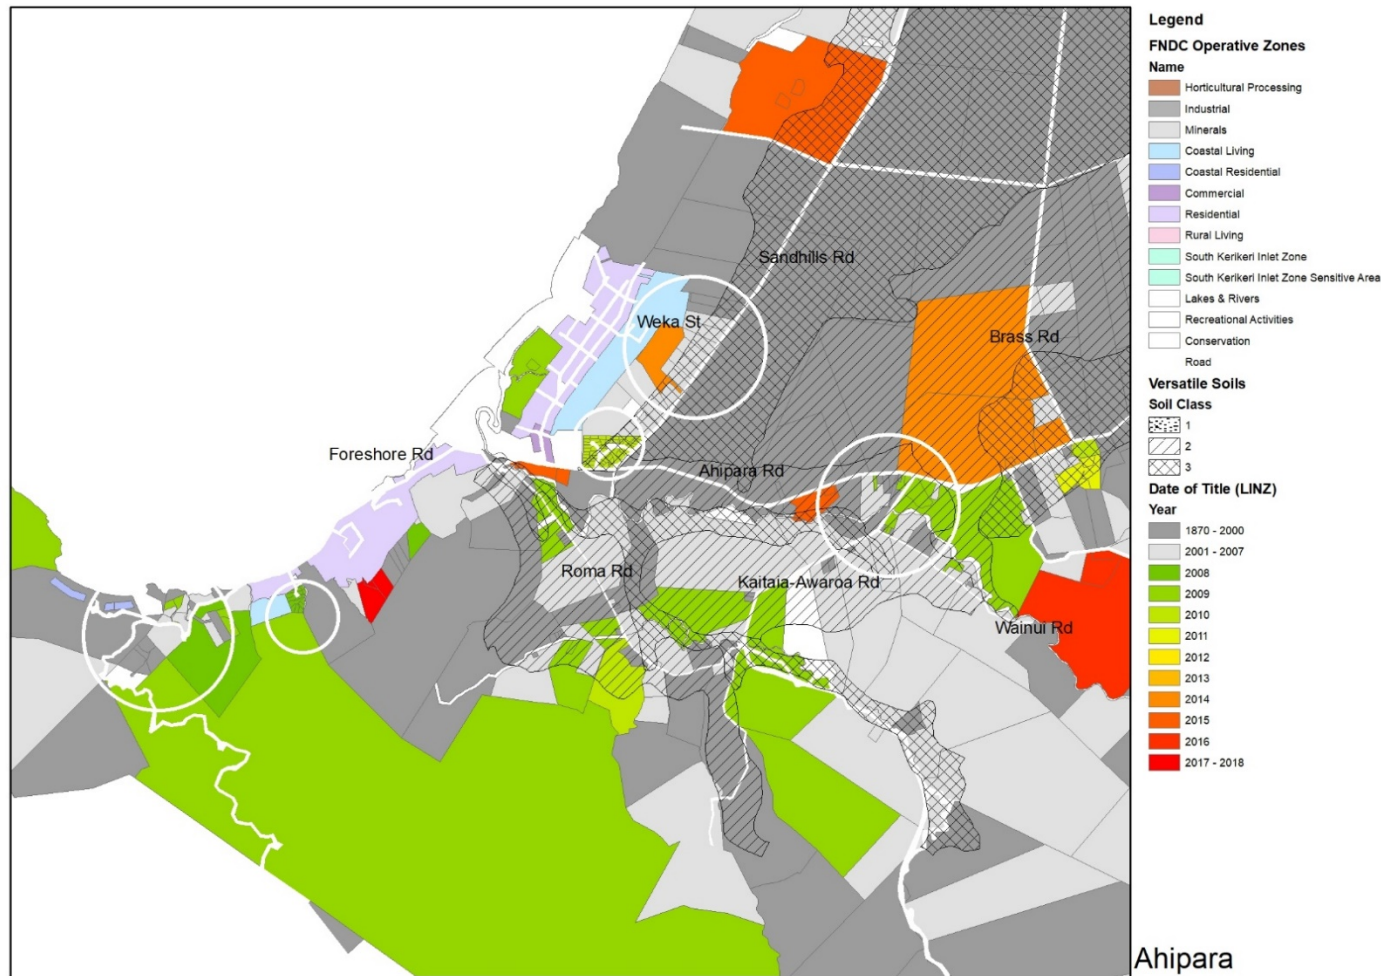 Legend
FNDC Operative Zones
Name
Horticultural Processing
Industrial
Minerals
Coastal Living
Coastal Residential
Commercial
Residential
Rural Living
South Kerikeri Inlet Zone
South Kerikeri Inlet Zone Sensitive Area
Lakes & Rivers
Recreational Activities
Conservation
Road
Versatile Soils
Soil Class
1
2
3
Date of Title (LINZ)
Year
1870 - 2000
2001 - 2007
2008
2009
2010
2011
2012
2013
2014
2015
2016
2017 - 2018
Sandhills Rd
Weka St
Brass Rd
Foreshore Rd
Ahipara Rd
Roma Rd
Kaitaia-Awaroa Rd
Wainui Rd
Ahipara